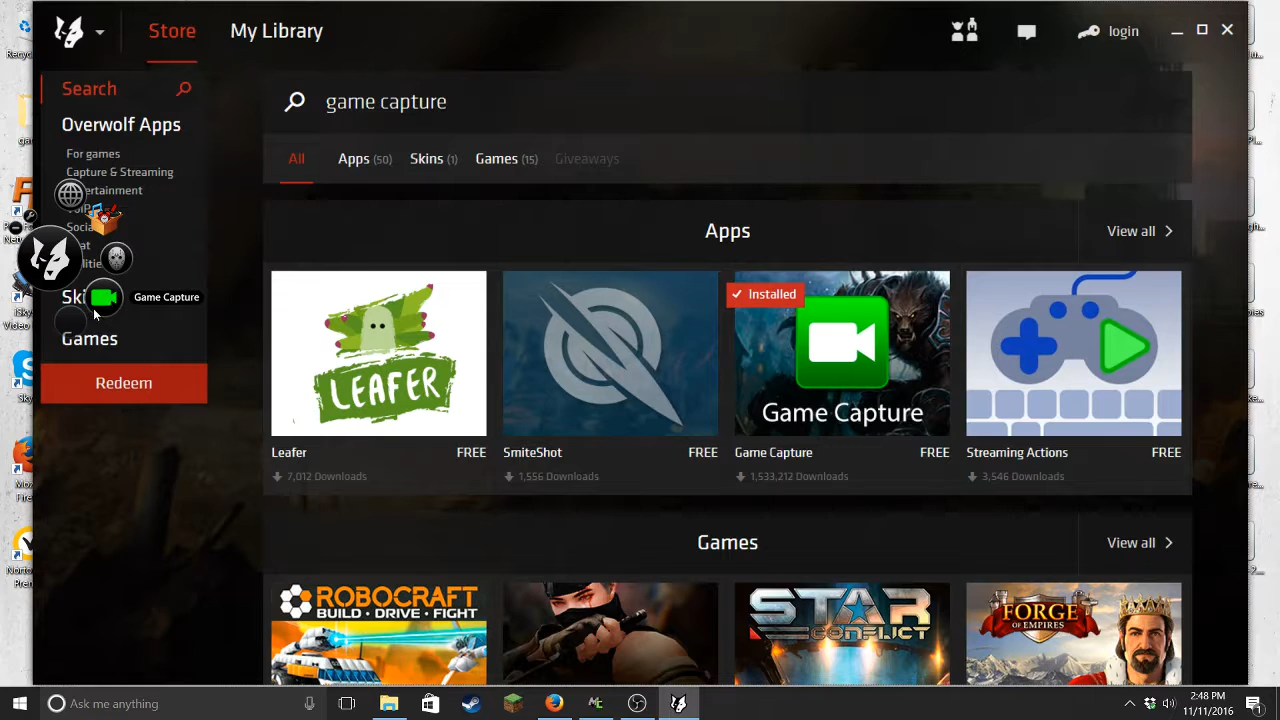 Store
My Library
login
Search
Overwolf Apps
For games
Capture & Streaming
Game Capture
Games
Redeem
game capture
All
Apps (50)
Skins (1)
Games (15)
Giveaways
Apps
View all
LEAFER
Installed
Game Capture
Leafer FREE
7,012 Downloads
SmiteShot FREE
1,556 Downloads
Game Capture FREE
1,533,212 Downloads
Streaming Actions FREE
3,546 Downloads
Games
View all
ROBOCRAFT
BUILD • DRIVE • FIGHT
STAR
CONFLICT
FORGE
OF EMPIRES
Ask me anything
2:48 PM
11/11/2016